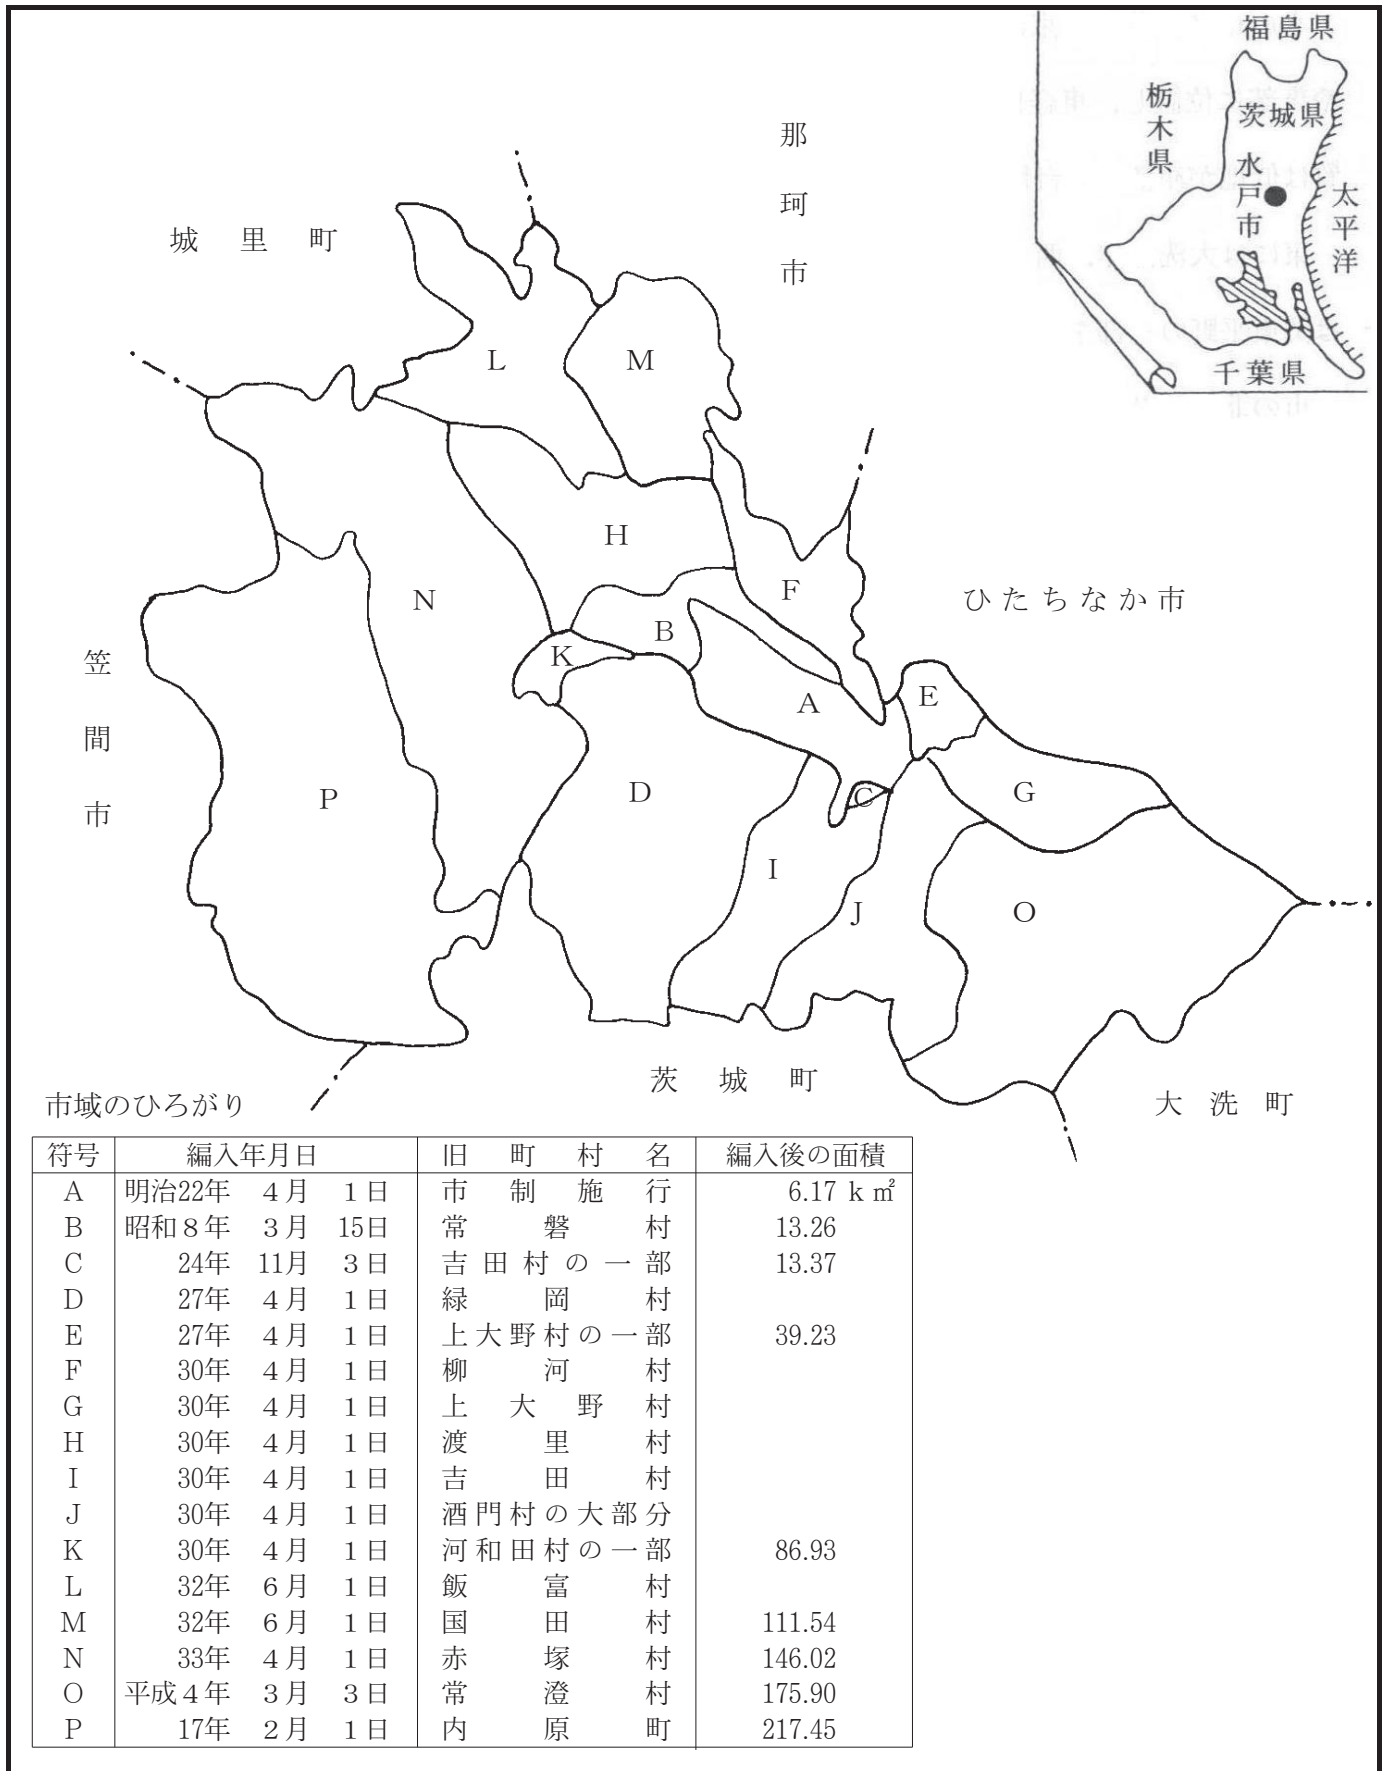 福島県
栃木県
茨城県
水戸市
太平洋
千葉県
那珂市
城里町
L
M
H
F
N
ひたちなか市
B
K
笠間市
E
A
D
P
C
G
I
J
O
茨城町
大洗町
市域のひろがり
符号 編入年月日 旧町村名 編入後の面積
A 明治22年 4月 1日 市制施行 6.17 k㎡
B 昭和8年 3月 15日 常磐村 13.26
C 24年 11月 3日 吉田村の一部 13.37
D 27年 4月 1日 緑岡村
E 27年 4月 1日 上大野村の一部 39.23
F 30年 4月 1日 柳河村
G 30年 4月 1日 上大野村
H 30年 4月 1日 渡里村
I 30年 4月 1日 吉田村
J 30年 4月 1日 酒門村の大部分
K 30年 4月 1日 河和田村の一部 86.93
L 32年 6月 1日 飯富村
M 32年 6月 1日 国田村 111.54
N 33年 4月 1日 赤塚村 146.02
O 平成4年 3月 3日 常澄村 175.90
P 17年 2月 1日 内原町 217.45